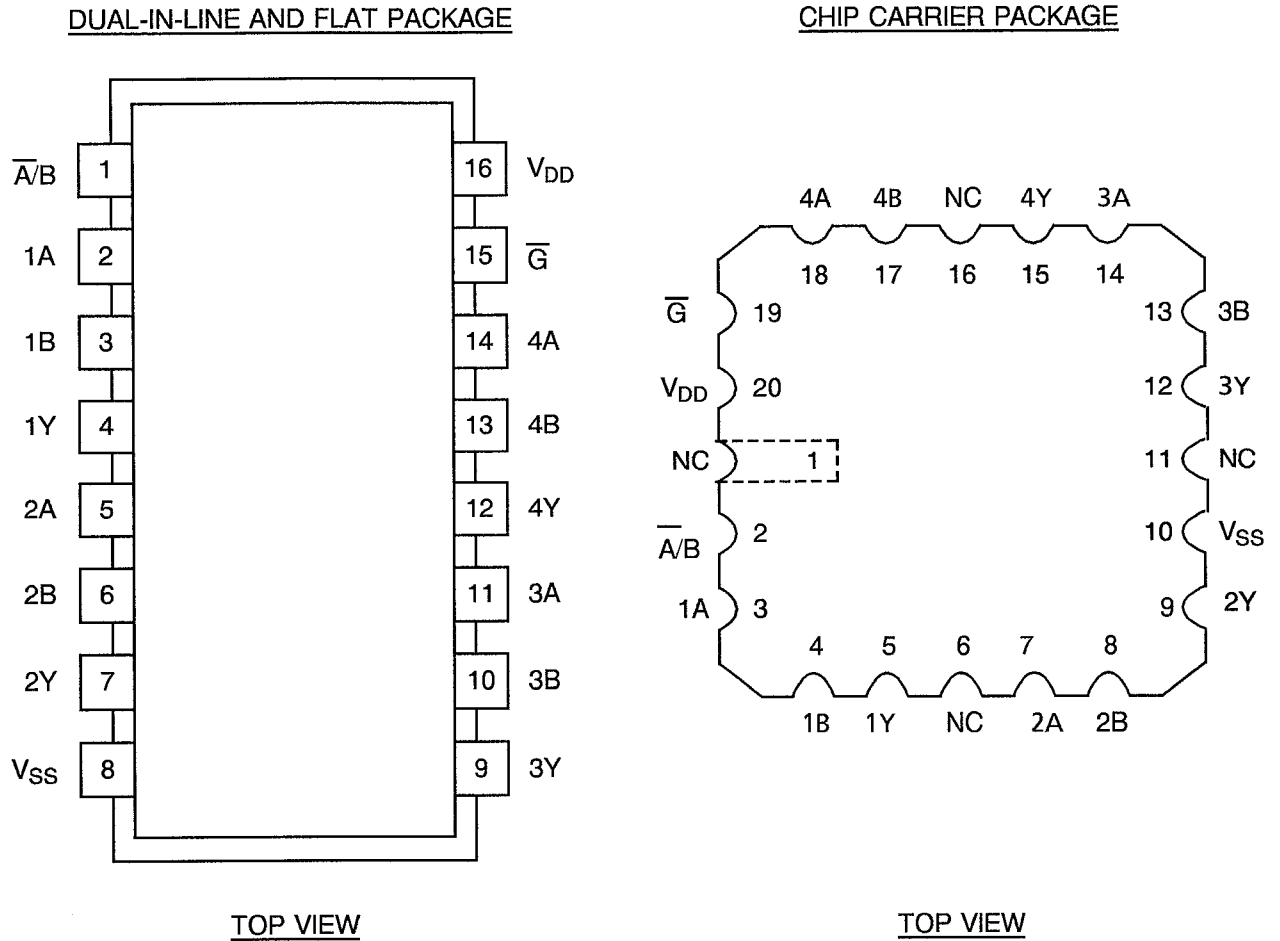 DUAL-IN-LINE AND FLAT PACKAGE
A̅/B 1 16 VDD
1A 2 15 G̅
1B 3 14 4A
1Y 4 13 4B
2A 5 12 4Y
2B 6 11 3A
2Y 7 10 3B
VSS 8 9 3Y
TOP VIEW
CHIP CARRIER PACKAGE
4A 4B NC 4Y 3A
18 17 16 15 14
G̅ 19 13 3B
VDD 20 12 3Y
NC 1 11 NC
A̅/B 2 10 VSS
1A 3 9 2Y
4 5 6 7 8
1B 1Y NC 2A 2B
TOP VIEW